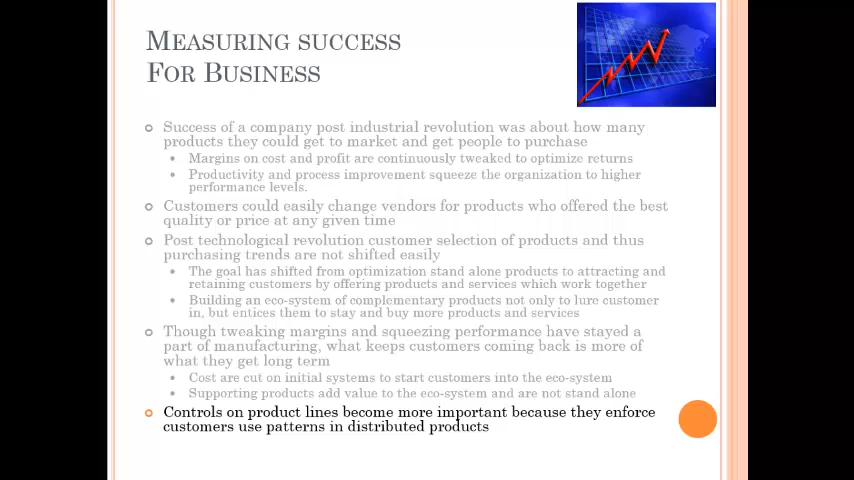 MEASURING SUCCESS
FOR BUSINESS
Success of a company post industrial revolution was about how many
products they could get to market and get people to purchase
Margins on cost and profit are continuously tweaked to optimize returns
Productivity and process improvement squeeze the organization to higher
performance levels.
Customers could easily change vendors for products who offered the best
quality or price at any given time
Post technological revolution customer selection of products and thus
purchasing trends are not shifted easily
The goal has shifted from optimization stand alone products to attracting and
retaining customers by offering products and services which work together
Building an eco-system of complementary products not only to lure customer
in, but entices them to stay and buy more products and services
Though tweaking margins and squeezing performance have stayed a
part of manufacturing, what keeps customers coming back is more of
what they get long term
Cost are cut on initial systems to start customers into the eco-system
Supporting products add value to the eco-system and are not stand alone
Controls on product lines become more important because they enforce
customers use patterns in distributed products